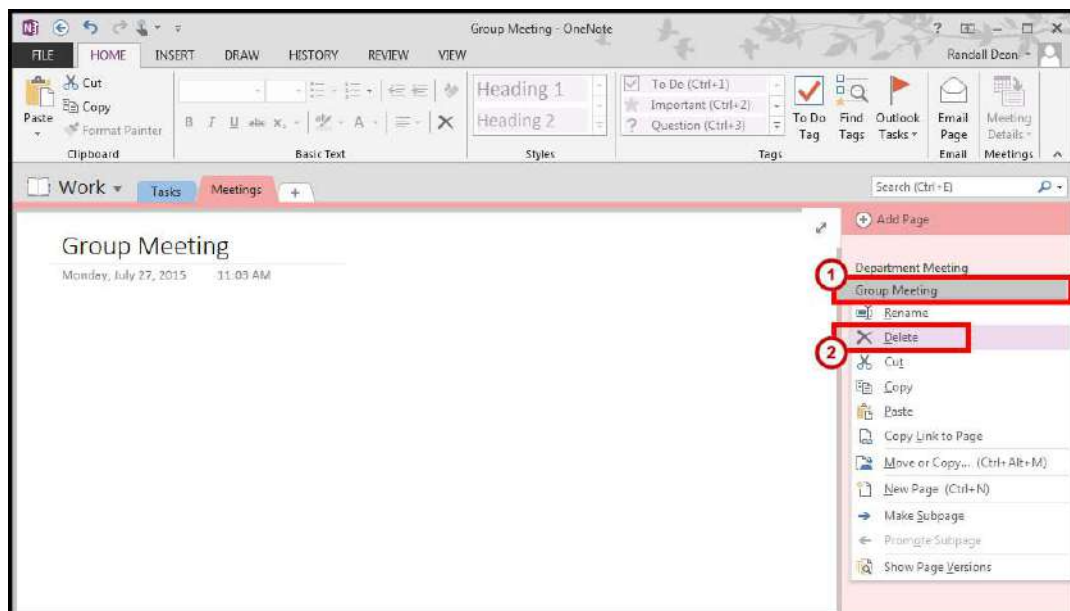 Group Meeting - OneNote
?
FILE HOME INSERT DRAW HISTORY REVIEW VIEW
Randall Deon
Cut
Copy
Format Painter
Paste
Clipboard
B I U abc X, A
Basic Text
Heading 1
Heading 2
Styles
To Do (Ctrl+1)
Important (Ctrl+2)
? Question (Ctrl+3)
To Do Tag
Find Tags
Outlook Tasks
Tags
Email Page
Email
Meeting Details
Meetings
Work Tasks Meetings +
Search (Ctrl+E)
Group Meeting
Monday, July 27, 2015 11:03 AM
Add Page
Department Meeting
1
Group Meeting
Rename
2
Delete
Cut
Copy
Paste
Copy Link to Page
Move or Copy... (Ctrl+Alt+M)
New Page (Ctrl+N)
Make Subpage
Promote Subpage
Show Page Versions